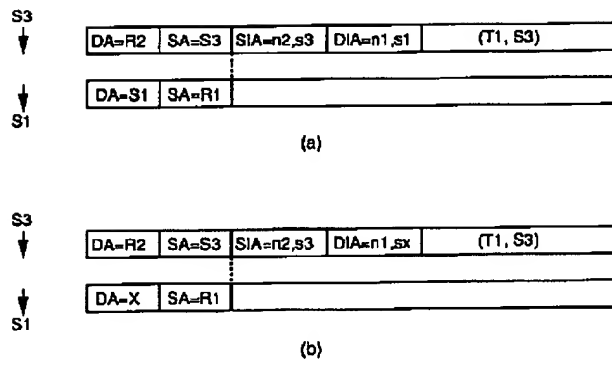 S3
DA=R2 SA=S3 SIA=n2,s3 DIA=n1,s1 (T1, S3)
DA=S1 SA=R1
S1
(a)
S3
DA=R2 SA=S3 SIA=n2,s3 DIA=n1,sx (T1, S3)
DA=X SA=R1
S1
(b)